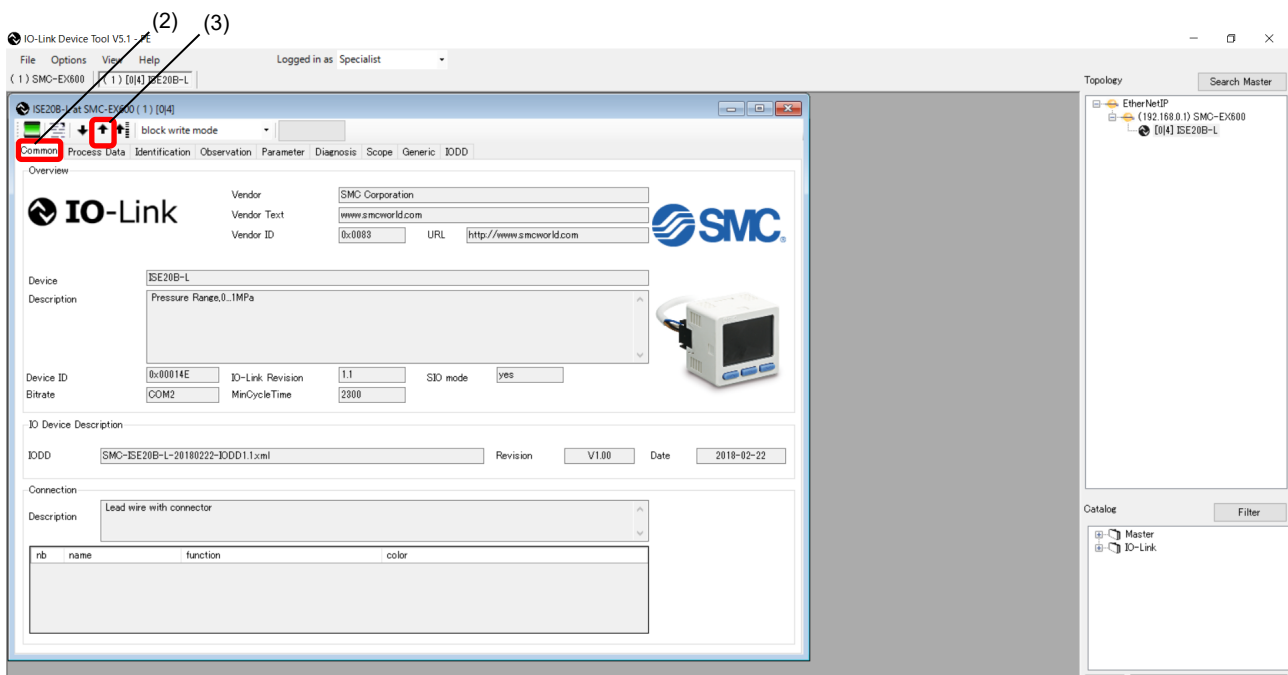 (2) (3)
IO-Link Device Tool V5.1 - PE
File Options View Help Logged in as Specialist
( 1 ) SMC-EX600 ( 1 ) [0|4] ISE20B-L
Topology Search Master
EtherNetIP
(192.168.0.1) SMC-EX600
[0|4] ISE20B-L
ISE20B-L at SMC-EX600 ( 1 ) [0|4]
block write mode
Common Process Data Identification Observation Parameter Diagnosis Scope Generic IODD
Overview
IO-Link
Vendor SMC Corporation
Vendor Text www.smcworld.com
Vendor ID 0x0083 URL http://www.smcworld.com
SMC.
Device ISE20B-L
Description Pressure Range,0...1MPa
Device ID 0x00014E IO-Link Revision 1.1 SIO mode yes
Bitrate COM2 MinCycleTime 2300
IO Device Description
IODD SMC-ISE20B-L-20180222-IODD1.1.xml Revision V1.00 Date 2018-02-22
Connection
Description Lead wire with connector
nb name function color
Catalog Filter
Master
IO-Link